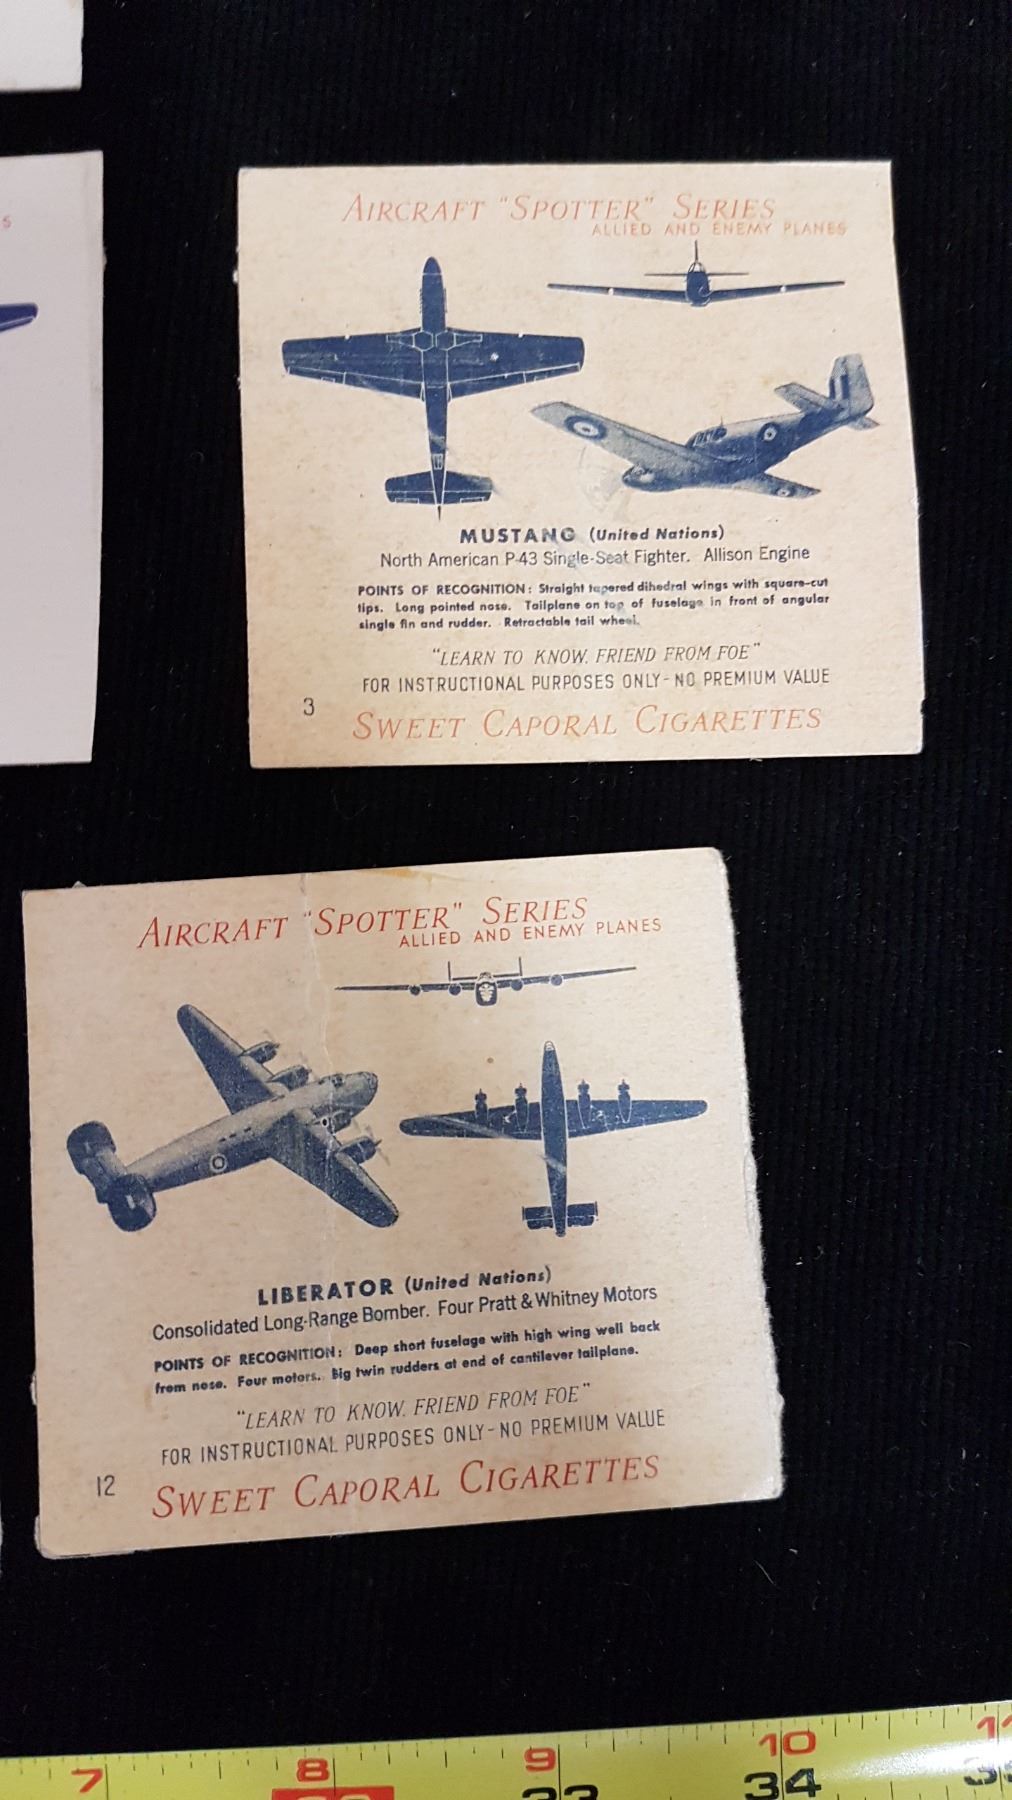 S
AIRCRAFT "SPOTTER" SERIES
ALLIED AND ENEMY PLANES
MUSTANG (United Nations)
North American P-43 Single-Seat Fighter. Allison Engine
POINTS OF RECOGNITION: Straight tapered dihedral wings with square-cut
tips. Long pointed nose. Tailplane on top of fuselage in front of angular
single fin and rudder. Retractable tail wheel.
"LEARN TO KNOW. FRIEND FROM FOE"
FOR INSTRUCTIONAL PURPOSES ONLY-NO PREMIUM VALUE
3
SWEET CAPORAL CIGARETTES
AIRCRAFT "SPOTTER" SERIES
ALLIED AND ENEMY PLANES
LIBERATOR (United Nations)
Consolidated Long-Range Bomber. Four Pratt & Whitney Motors
POINTS OF RECOGNITION: Deep short fuselage with high wing well back
from nose. Four motors. Big twin rudders at end of cantilever tailplane.
"LEARN TO KNOW. FRIEND FROM FOE"
FOR INSTRUCTIONAL PURPOSES ONLY-NO PREMIUM VALUE
12
SWEET CAPORAL CIGARETTES
7 8 9 10 11
33 34